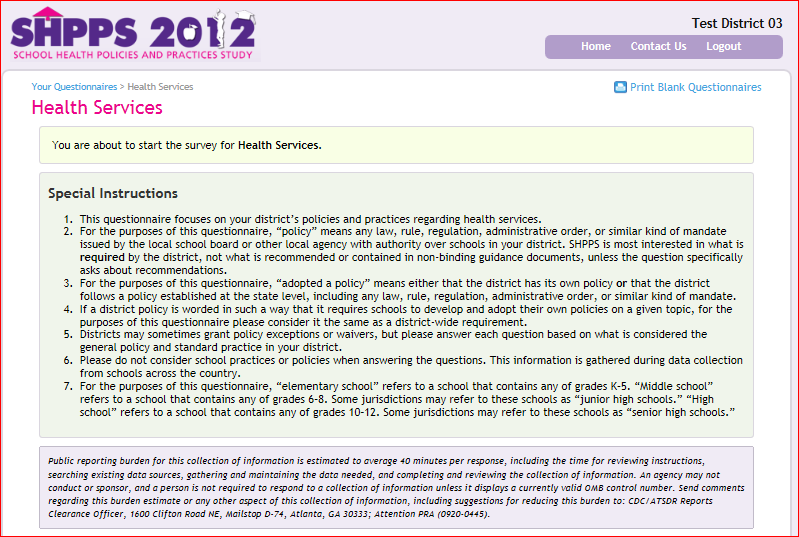 SHPPS 2012
SCHOOL HEALTH POLICIES AND PRACTICES STUDY
Test District 03
Home Contact Us Logout
Your Questionnaires > Health Services
Print Blank Questionnaires
Health Services
You are about to start the survey for Health Services.
Special Instructions
1. This questionnaire focuses on your district's policies and practices regarding health services.
2. For the purposes of this questionnaire, “policy” means any law, rule, regulation, administrative order, or similar kind of mandate
issued by the local school board or other local agency with authority over schools in your district. SHPPS is most interested in what is
required by the district, not what is recommended or contained in non-binding guidance documents, unless the question specifically
asks about recommendations.
3. For the purposes of this questionnaire, “adopted a policy” means either that the district has its own policy or that the district
follows a policy established at the state level, including any law, rule, regulation, administrative order, or similar kind of mandate.
4. If a district policy is worded in such a way that it requires schools to develop and adopt their own policies on a given topic, for the
purposes of this questionnaire please consider it the same as a district-wide requirement.
5. Districts may sometimes grant policy exceptions or waivers, but please answer each question based on what is considered the
general policy and standard practice in your district.
6. Please do not consider school practices or policies when answering the questions. This information is gathered during data collection
from schools across the country.
7. For the purposes of this questionnaire, “elementary school” refers to a school that contains any of grades K-5. “Middle school”
refers to a school that contains any of grades 6-8. Some jurisdictions may refer to these schools as “junior high schools.” “High
school” refers to a school that contains any of grades 10-12. Some jurisdictions may refer to these schools as “senior high schools.”
Public reporting burden for this collection of information is estimated to average 40 minutes per response, including the time for reviewing instructions,
searching existing data sources, gathering and maintaining the data needed, and completing and reviewing the collection of information. An agency may not
conduct or sponsor, and a person is not required to respond to a collection of information unless it displays a currently valid OMB control number. Send comments
regarding this burden estimate or any other aspect of this collection of information, including suggestions for reducing this burden to: CDC/ATSDR Reports
Clearance Officer, 1600 Clifton Road NE, Mailstop D-74, Atlanta, GA 30333; Attention PRA (0920-0445).